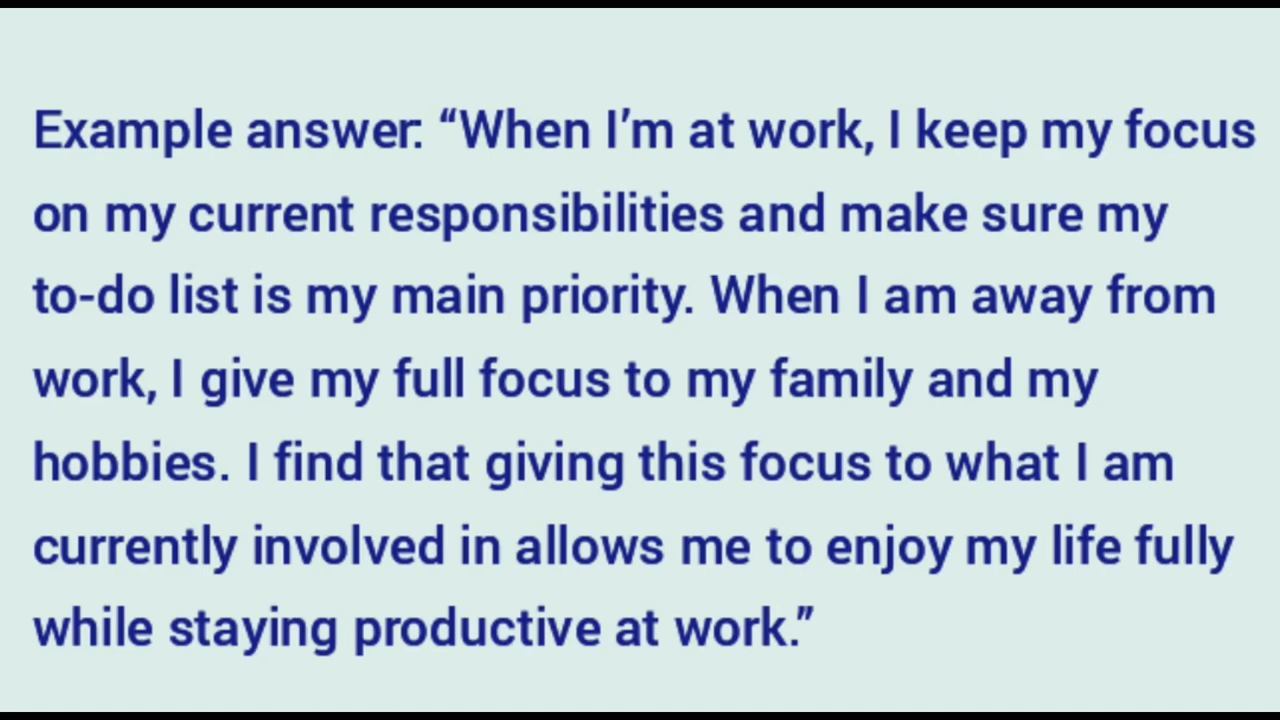 Example answer: “When I’m at work, I keep my focus
on my current responsibilities and make sure my
to-do list is my main priority. When I am away from
work, I give my full focus to my family and my
hobbies. I find that giving this focus to what I am
currently involved in allows me to enjoy my life fully
while staying productive at work.”